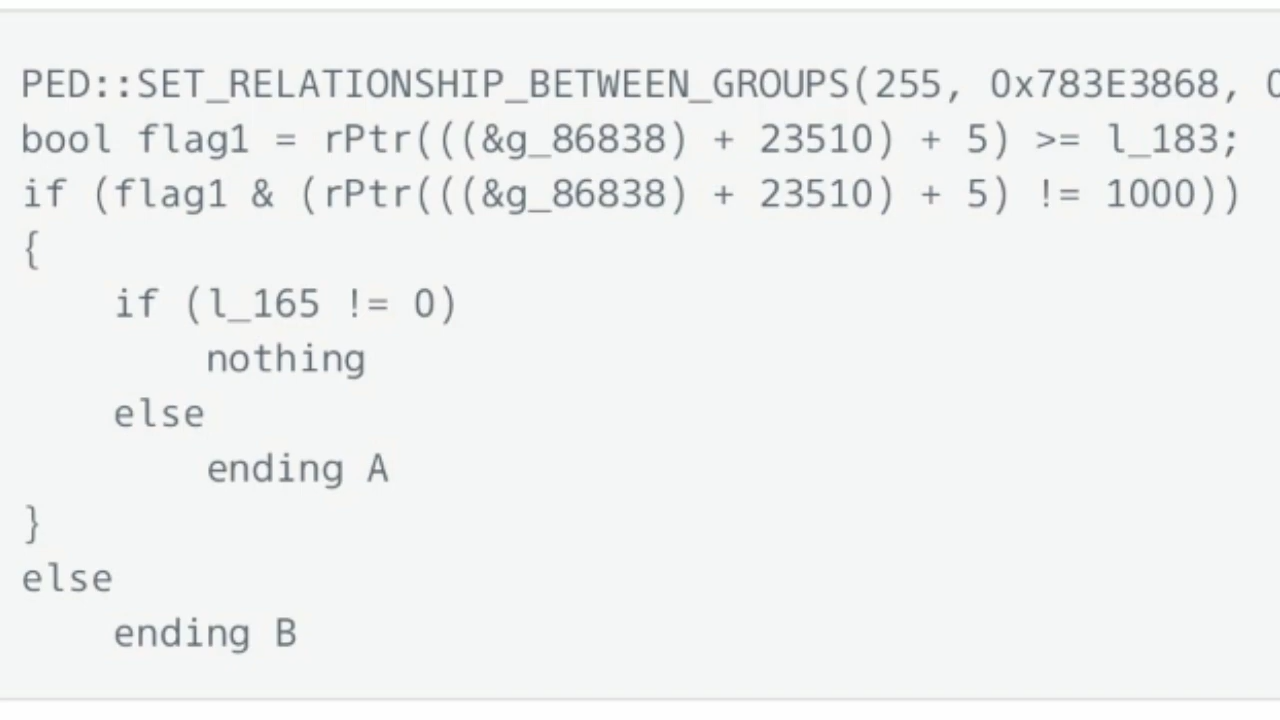 PED::SET_RELATIONSHIP_BETWEEN_GROUPS(255, 0x783E3868, 0
bool flag1 = rPtr(((&g_86838) + 23510) + 5) >= l_183;
if (flag1 & (rPtr(((&g_86838) + 23510) + 5) != 1000))
{
    if (l_165 != 0)
        nothing
    else
        ending A
}
else
    ending B